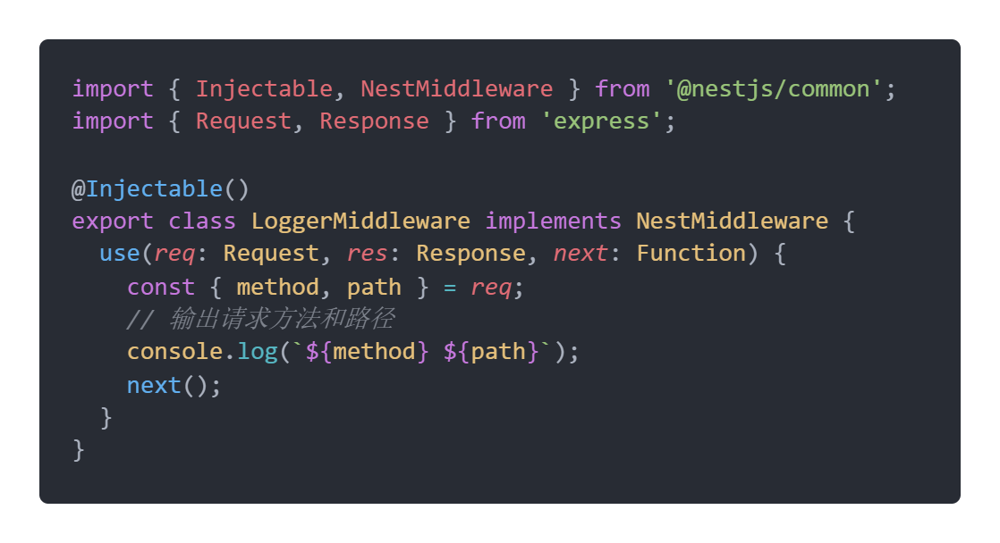 import { Injectable, NestMiddleware } from '@nestjs/common';
import { Request, Response } from 'express';

@Injectable()
export class LoggerMiddleware implements NestMiddleware {
  use(req: Request, res: Response, next: Function) {
    const { method, path } = req;
    // 输出请求方法和路径
    console.log(`${method} ${path}`);
    next();
  }
}